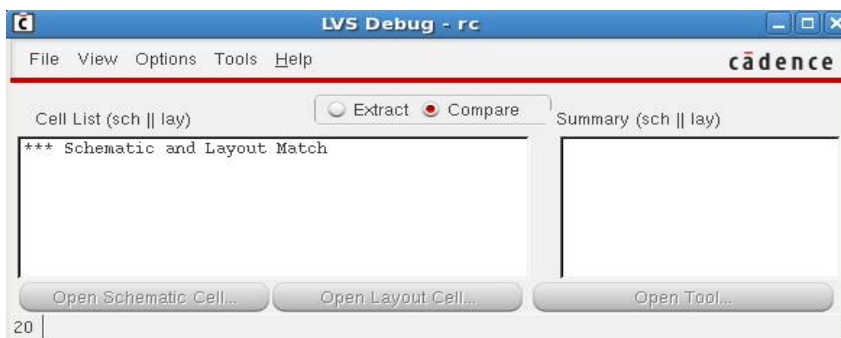 LVS Debug - rc
File View Options Tools Help
cādence
Extract Compare
Cell List (sch || lay)
Summary (sch || lay)
*** Schematic and Layout Match
Open Schematic Cell... Open Layout Cell... Open Tool...
20